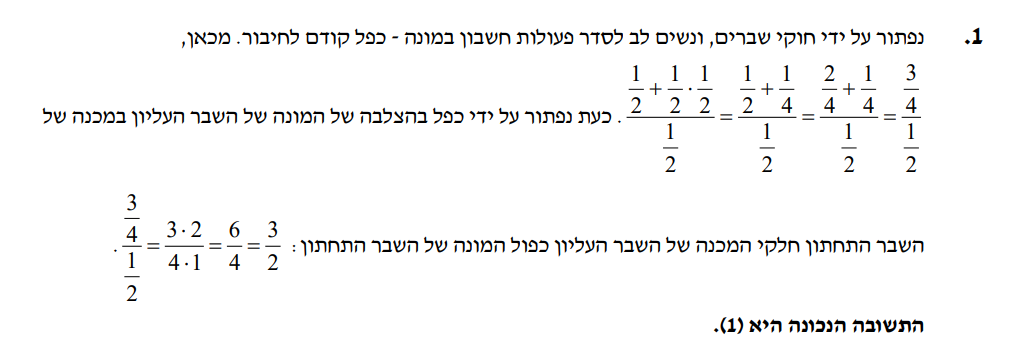 1. נפתור על ידי חוקי שברים, ונשים לב לסדר פעולות חשבון במונה - כפל קודם לחיבור. מכאן,
\frac{\frac{1}{2}+\frac{1}{2}\cdot\frac{1}{2}}{\frac{1}{2}}=\frac{\frac{1}{2}+\frac{1}{4}}{\frac{1}{2}}=\frac{\frac{2}{4}+\frac{1}{4}}{\frac{1}{2}}=\frac{\frac{3}{4}}{\frac{1}{2}} . כעת נפתור על ידי כפל בהצלבה של המונה של השבר העליון במכנה של
השבר התחתון חלקי המכנה של השבר העליון כפול המונה של השבר התחתון: \frac{\frac{3}{4}}{\frac{1}{2}}=\frac{3\cdot 2}{4\cdot 1}=\frac{6}{4}=\frac{3}{2} .
התשובה הנכונה היא (1).